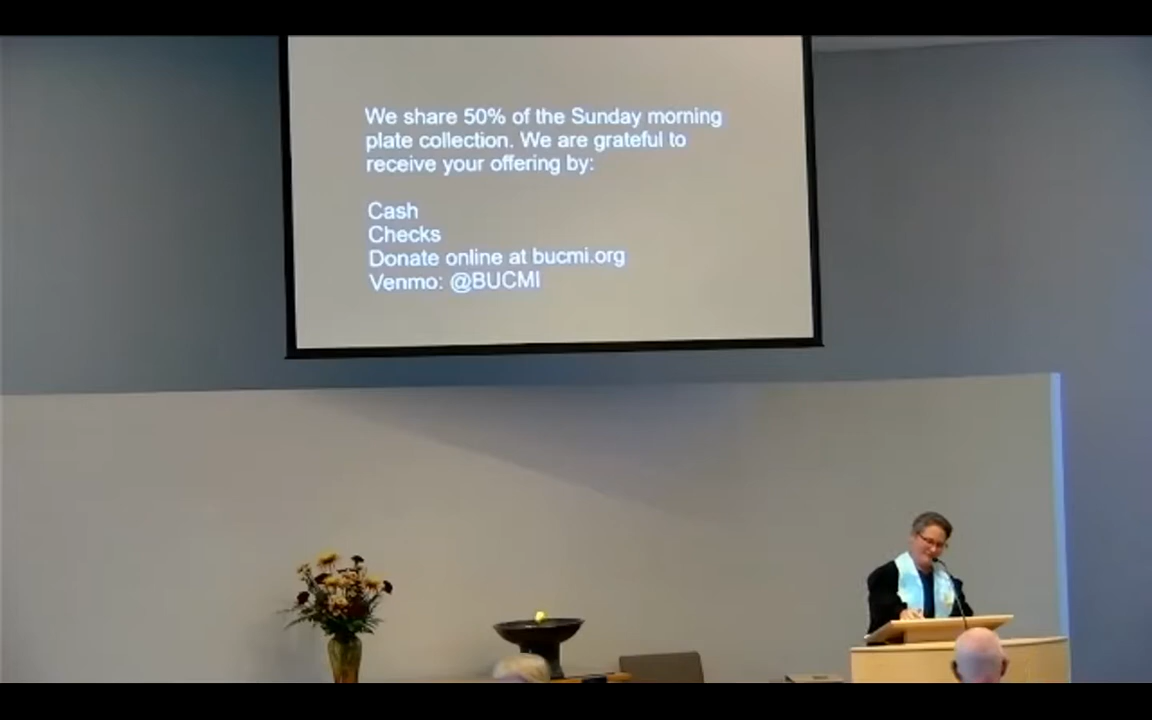 We share 50% of the Sunday morning
plate collection. We are grateful to
receive your offering by:
Cash
Checks
Donate online at bucmi.org
Venmo: @BUCMI